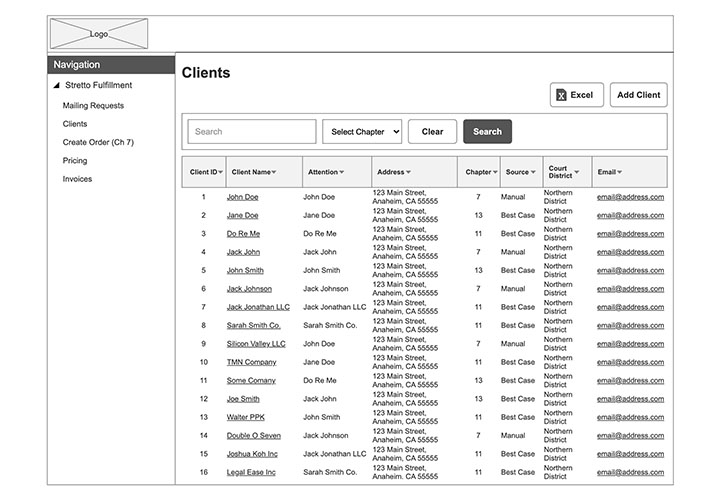 Logo
Navigation
Stretto Fulfillment
Mailing Requests
Clients
Create Order (Ch 7)
Pricing
Invoices
Clients
Excel
Add Client
Search
Select Chapter
Clear
Search
Client ID Client Name Attention Address Chapter Source Court District Email
1 John Doe John Doe 123 Main Street, Anaheim, CA 55555 7 Manual Northern District email@address.com
2 Jane Doe Jane Doe 123 Main Street, Anaheim, CA 55555 13 Best Case Northern District email@address.com
3 Do Re Me Do Re Me 123 Main Street, Anaheim, CA 55555 11 Best Case Northern District email@address.com
4 Jack John Jack John 123 Main Street, Anaheim, CA 55555 7 Manual Northern District email@address.com
5 John Smith John Smith 123 Main Street, Anaheim, CA 55555 13 Best Case Northern District email@address.com
6 Jack Johnson Jack Johnson 123 Main Street, Anaheim, CA 55555 7 Manual Northern District email@address.com
7 Jack Jonathan LLC Jack Jonathan LLC 123 Main Street, Anaheim, CA 55555 11 Best Case Northern District email@address.com
8 Sarah Smith Co. Sarah Smith Co. 123 Main Street, Anaheim, CA 55555 11 Best Case Northern District email@address.com
9 Silicon Valley LLC John Doe 123 Main Street, Anaheim, CA 55555 7 Manual Northern District email@address.com
10 TMN Company Jane Doe 123 Main Street, Anaheim, CA 55555 11 Best Case Northern District email@address.com
11 Some Comany Do Re Me 123 Main Street, Anaheim, CA 55555 13 Best Case Northern District email@address.com
12 Joe Smith Jack John 123 Main Street, Anaheim, CA 55555 13 Best Case Northern District email@address.com
13 Walter PPK John Smith 123 Main Street, Anaheim, CA 55555 11 Best Case Northern District email@address.com
14 Double O Seven Jack Johnson 123 Main Street, Anaheim, CA 55555 7 Manual Northern District email@address.com
15 Joshua Koh Inc Jack Jonathan LLC 123 Main Street, Anaheim, CA 55555 11 Best Case Northern District email@address.com
16 Legal Ease Inc Sarah Smith Co. 123 Main Street, Anaheim, CA 55555 11 Best Case Northern District email@address.com